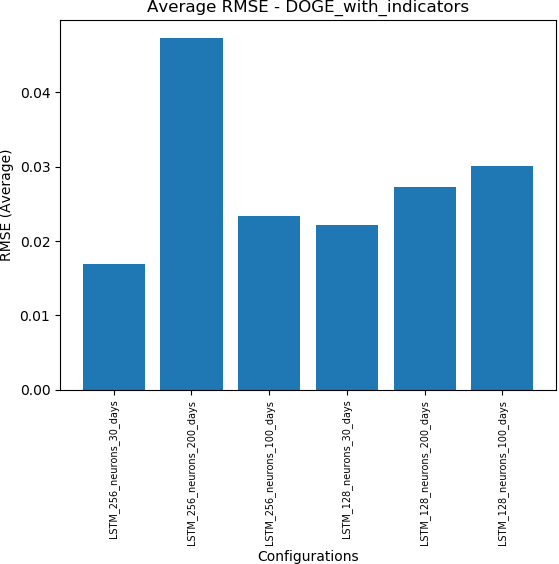 Average RMSE - DOGE_with_indicators
RMSE (Average)
0.04
0.03
0.02
0.01
0.00
LSTM_256_neurons_30_days
LSTM_256_neurons_200_days
LSTM_256_neurons_100_days
LSTM_128_neurons_30_days
LSTM_128_neurons_200_days
LSTM_128_neurons_100_days
Configurations